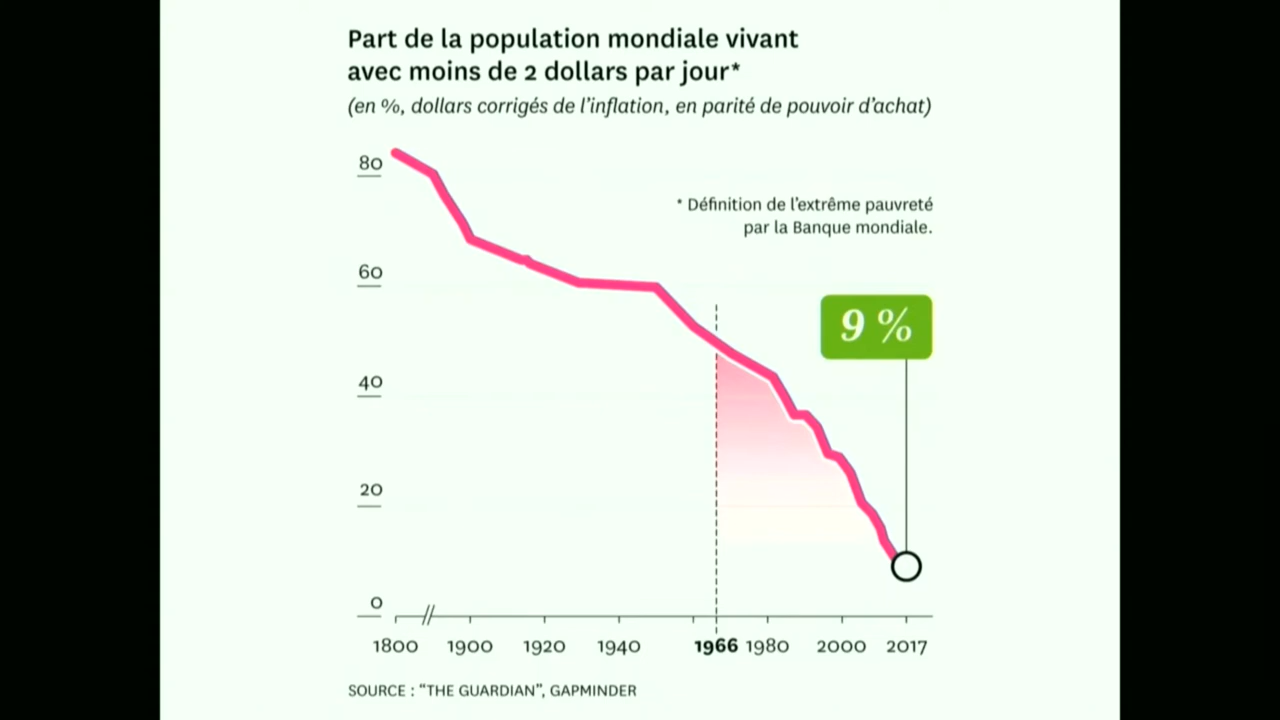 Part de la population mondiale vivant
avec moins de 2 dollars par jour*
(en %, dollars corrigés de l'inflation, en parité de pouvoir d'achat)
80
* Définition de l'extrême pauvreté
par la Banque mondiale.
60
9 %
40
20
0
1800 1900 1920 1940 1966 1980 2000 2017
SOURCE : “THE GUARDIAN”, GAPMINDER